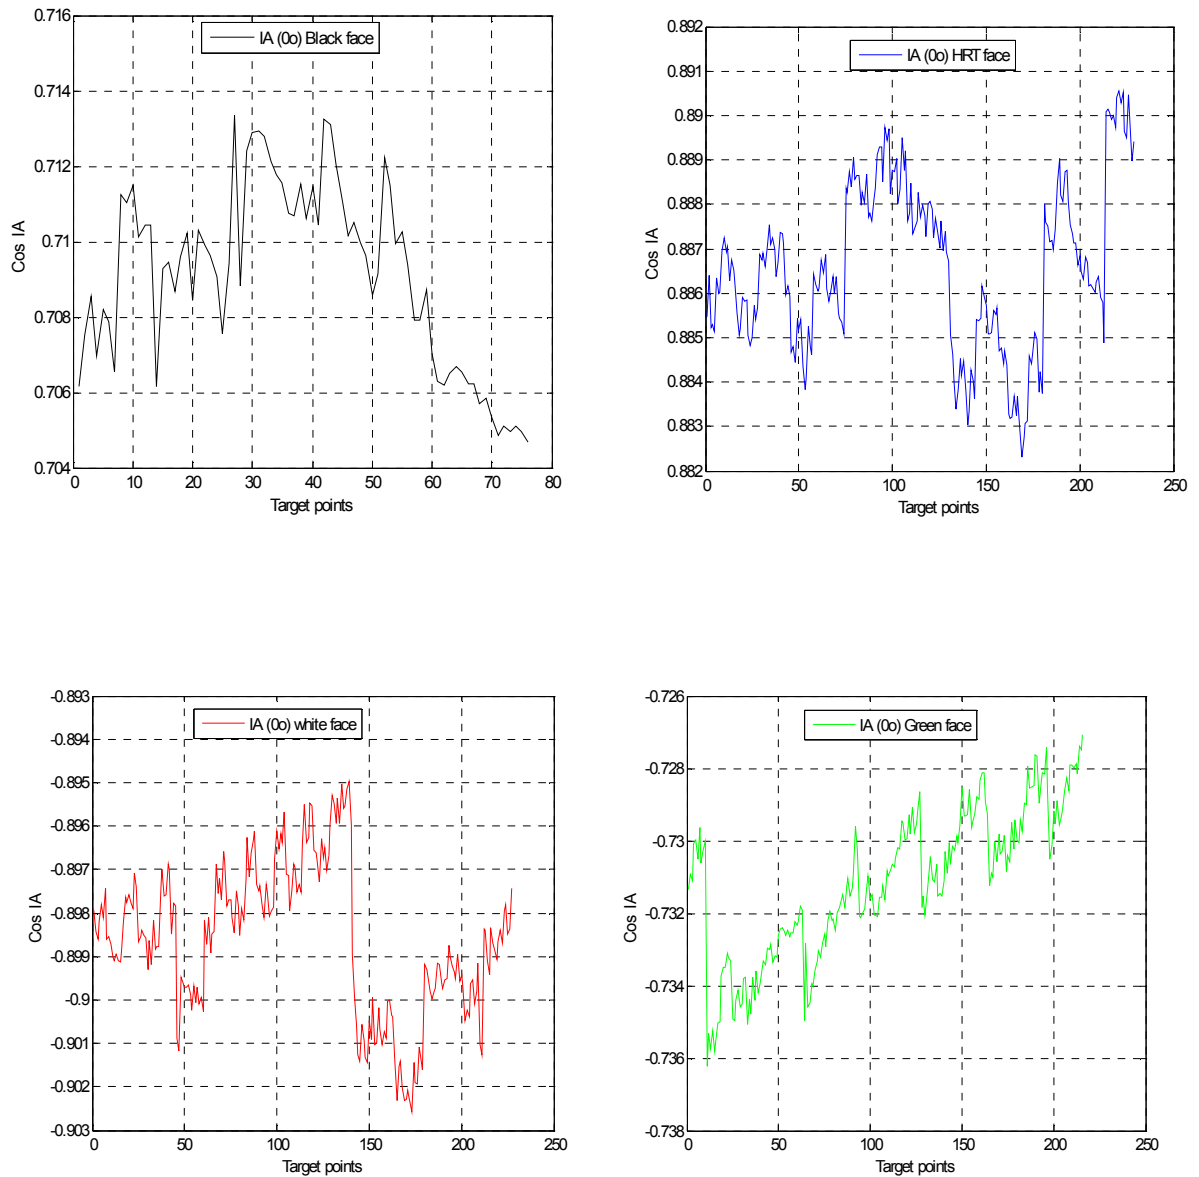 0.716
0.714
0.712
0.71
0.708
0.706
0.704
Cos IA
IA (0o) Black face
0 10 20 30 40 50 60 70 80
Target points
0.892
0.891
0.89
0.889
0.888
0.887
0.886
0.885
0.884
0.883
0.882
Cos IA
IA (0o) HRT face
0 50 100 150 200 250
Target points
-0.893
-0.894
-0.895
-0.896
-0.897
-0.898
-0.899
-0.9
-0.901
-0.902
-0.903
Cos IA
IA (0o) white face
0 50 100 150 200 250
Target points
-0.726
-0.728
-0.73
-0.732
-0.734
-0.736
-0.738
Cos IA
IA (0o) Green face
0 50 100 150 200 250
Target points